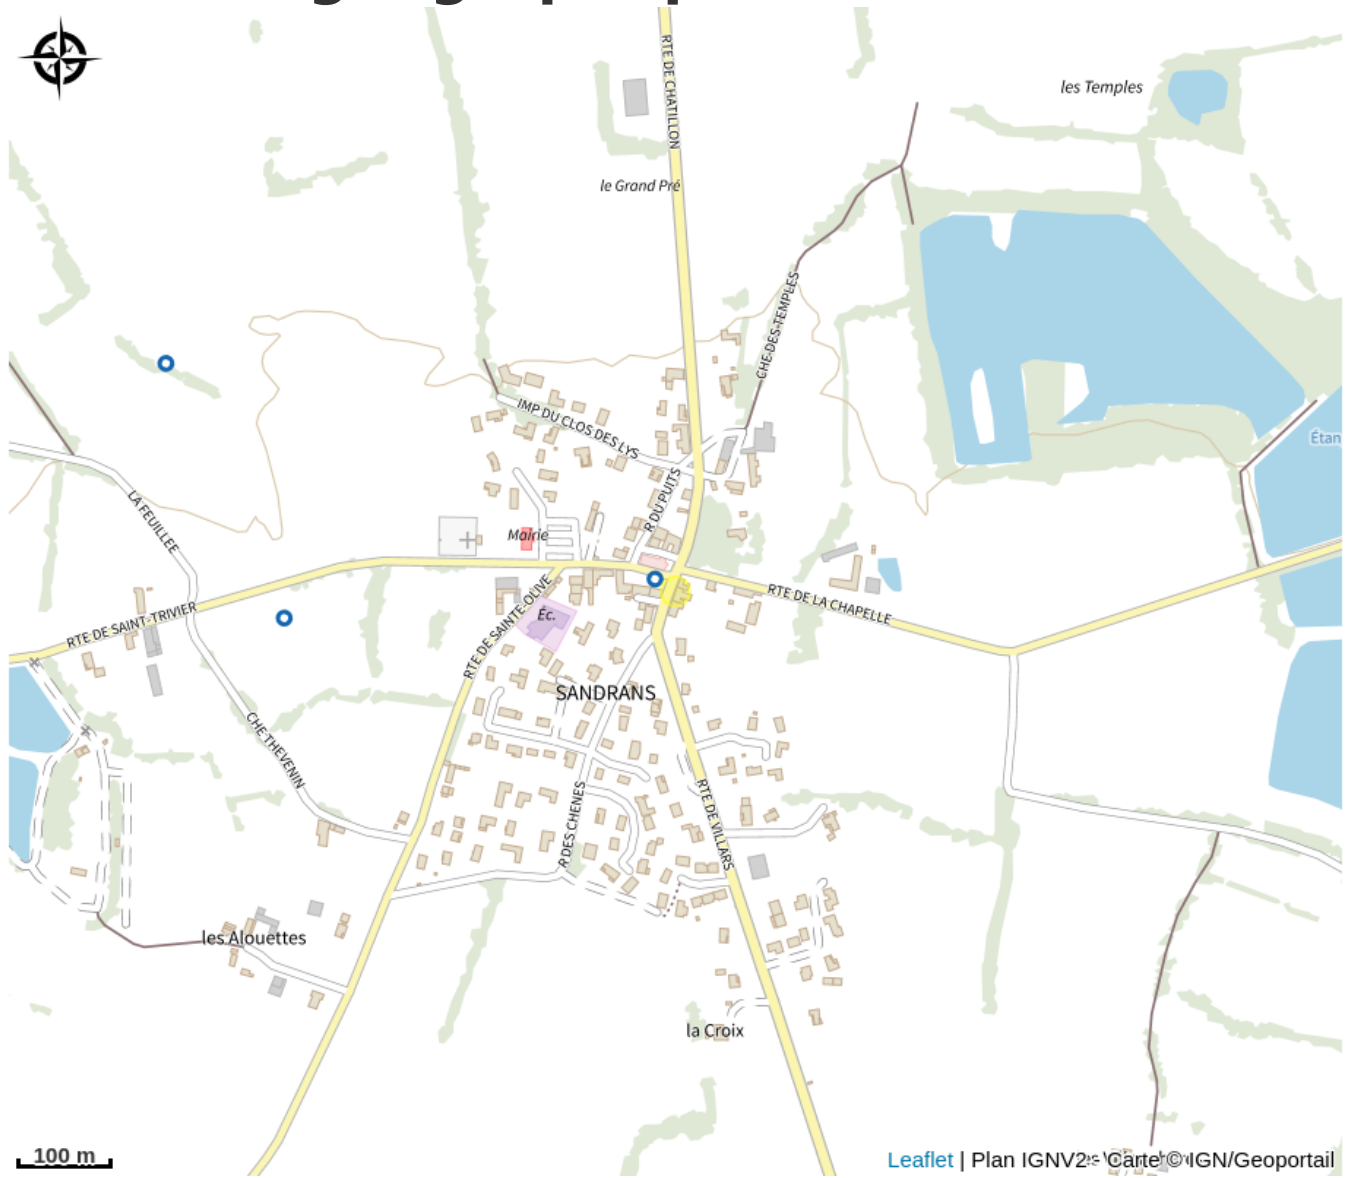 RTE DE CHATILLON
les Temples
le Grand Pré
CHE DES TEMPLES
IMP DU CLOS DES LYS
Étan
R DU PUITS
LA FEUILLEE
Mairie
RTE DE SAINTE-OLIVE
RTE DE LA CHAPELLE
Éc.
RTE DE SAINT-TRIVIER
SANDRANS
CHE THEVENIN
R DES CHENES
RTE DE VILLARS
les Alouettes
la Croix
100 m
Leaflet | Plan IGNV2 - Carte © IGN/Geoportail